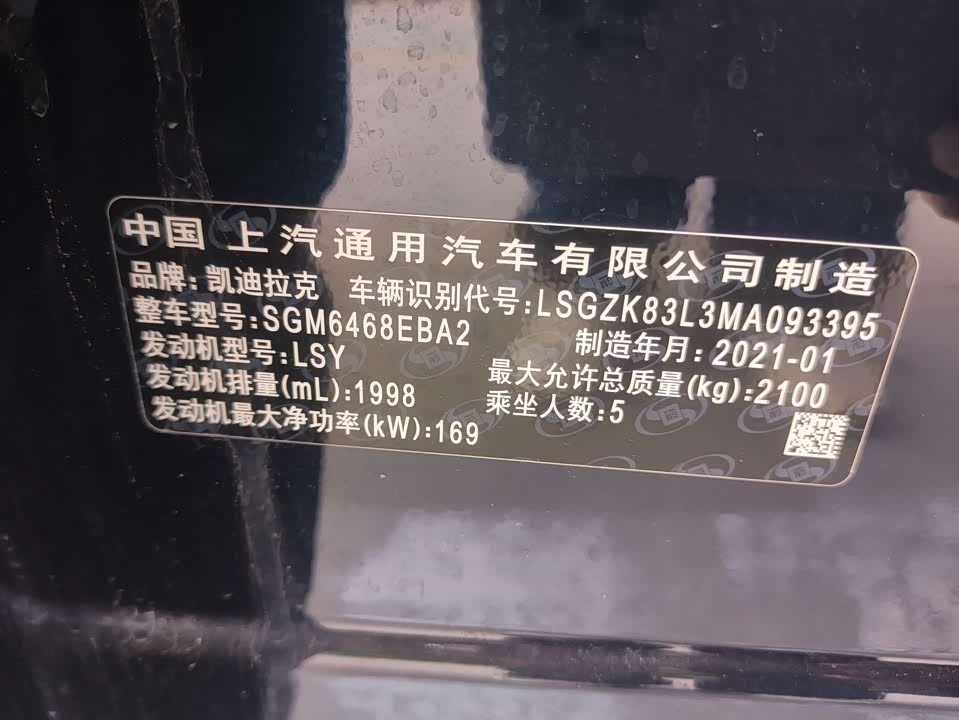 中国 上汽通用汽车有限公司制造
品牌: 凯迪拉克 车辆识别代号:LSGZK83L3MA093395
整车型号:SGM6468EBA2 制造年月: 2021-01
发动机型号:LSY 最大允许总质量(kg):2100
发动机排量(mL):1998 乘坐人数:5
发动机最大净功率(kW):169